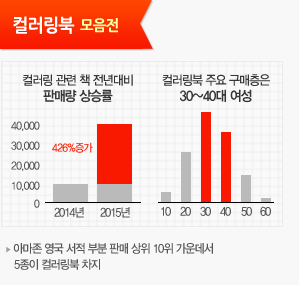 컬러링북 모음전
컬러링 관련 책 전년대비
판매량 상승률
40,000
30,000
20,000
10,000
0
426%증가
2014년 2015년
컬러링북 주요 구매층은
30~40대 여성
10 20 30 40 50 60
▸ 아마존 영국 서적 부분 판매 상위 10위 가운데서
5종이 컬러링북 차지